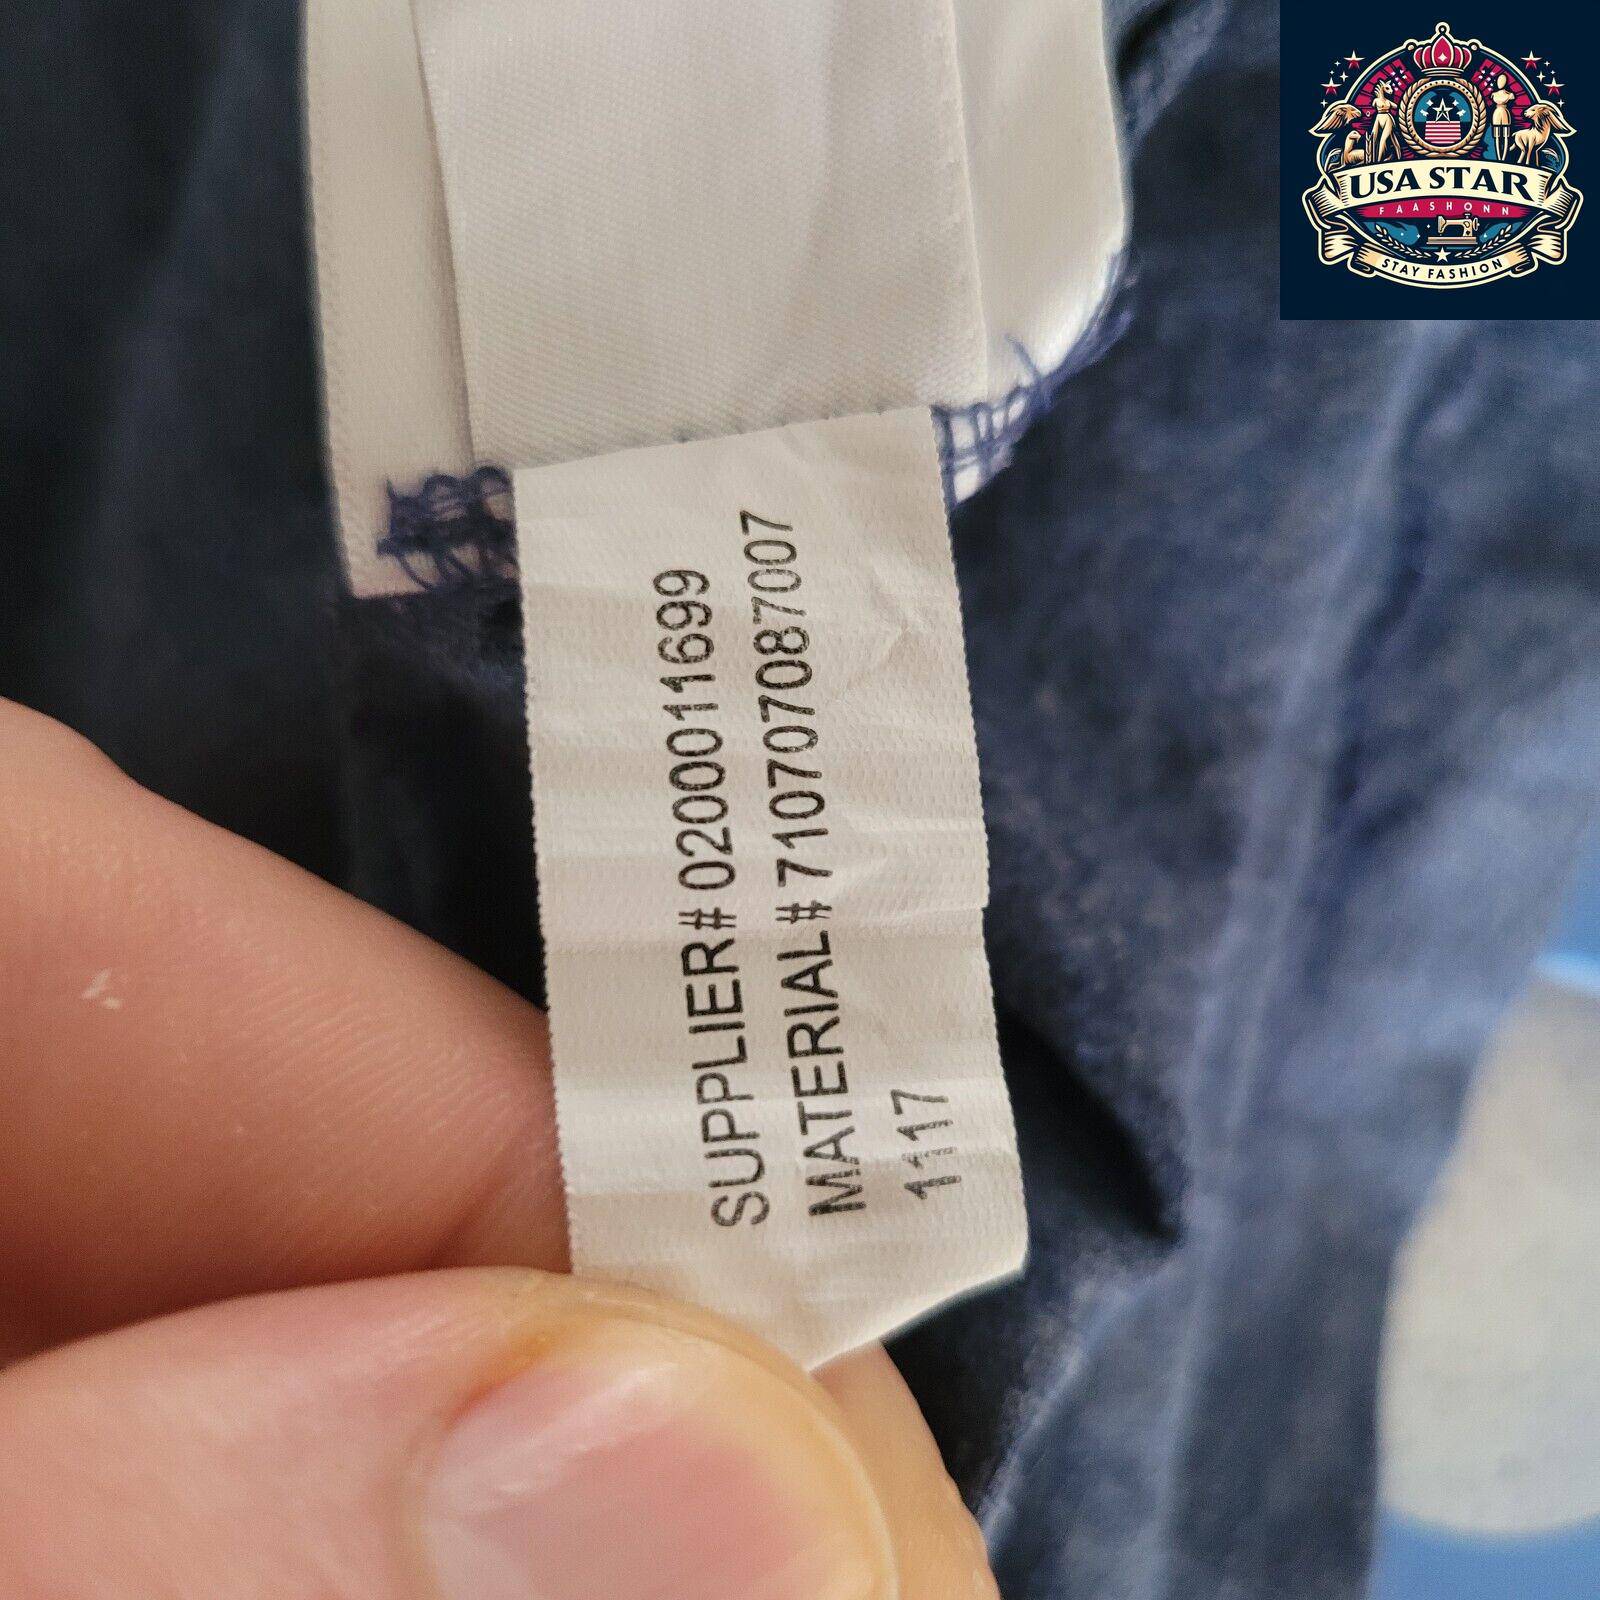 USA STAR
FAASHONN
STAY FASHION
SUPPLIER# 0200011699
MATERIAL# 710707087007
1117